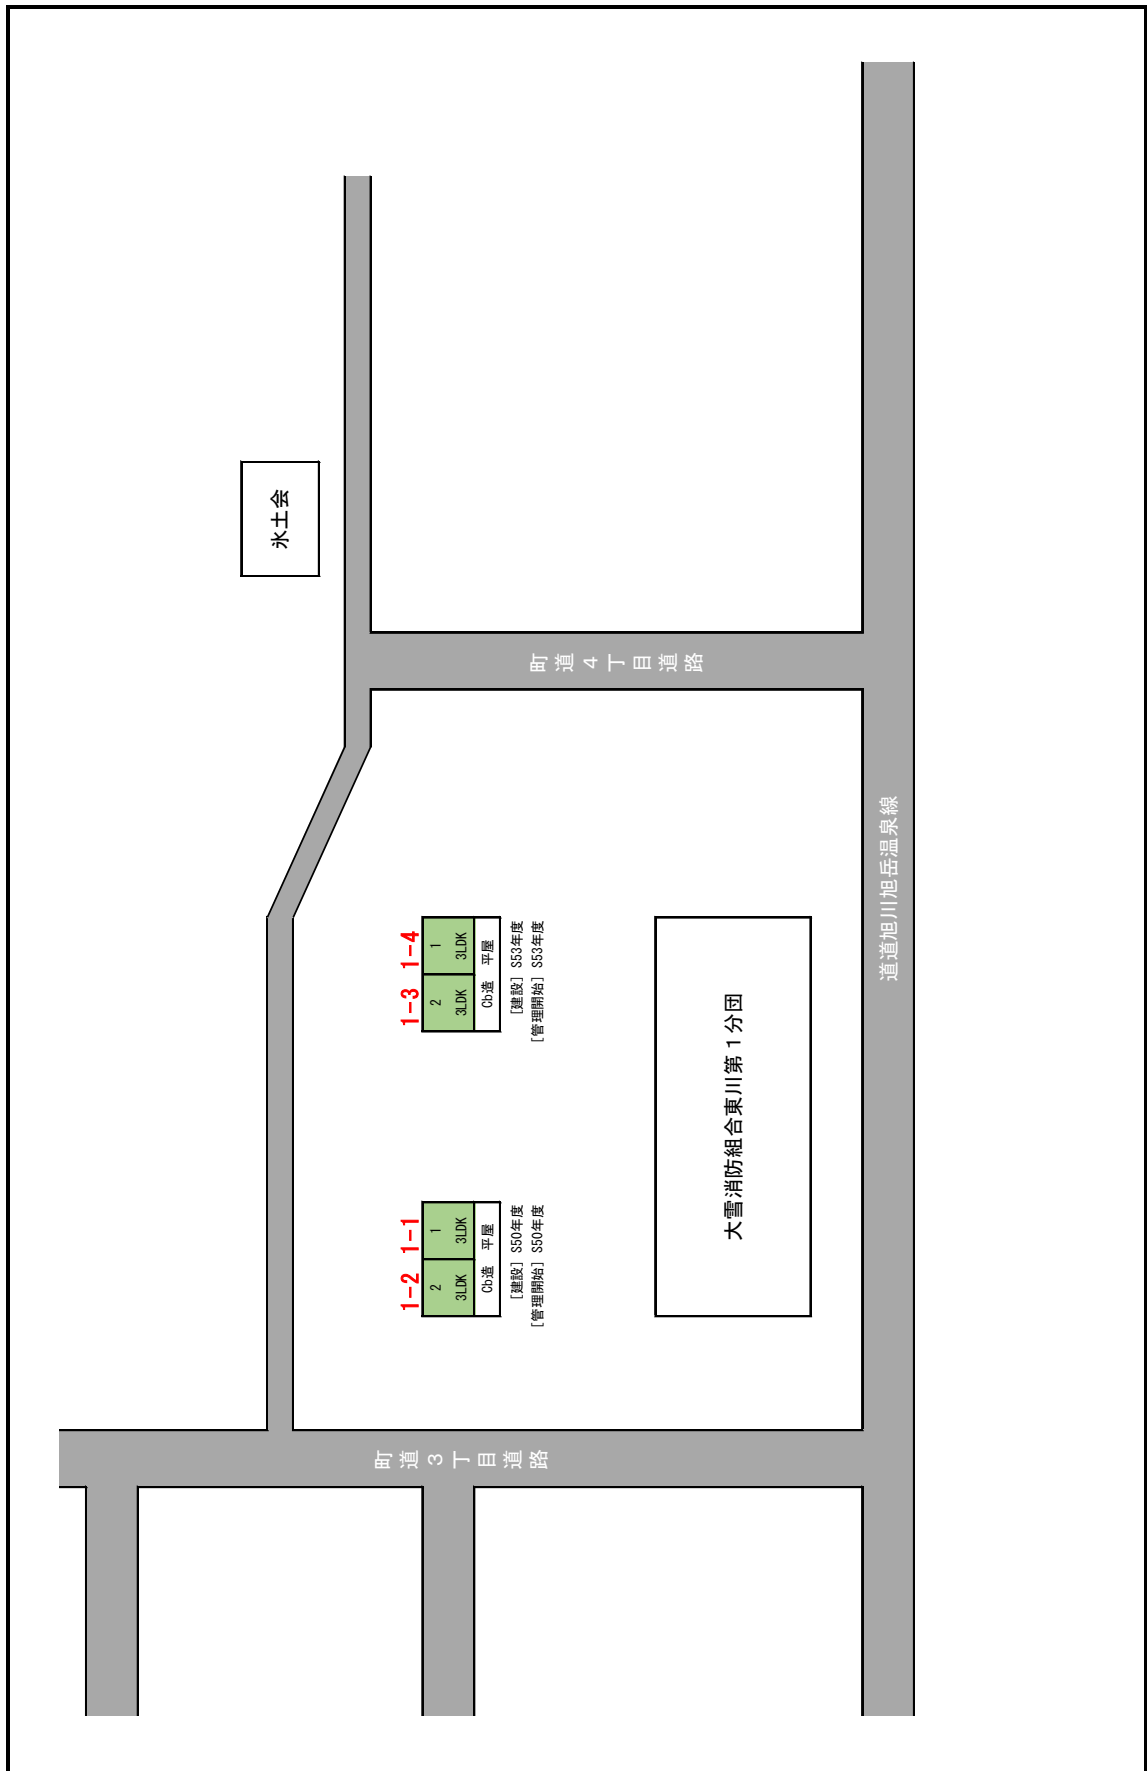 氷土会
1-2
1-1
2
3LDK
1
3LDK
Cb造 平屋
[建設] S50年度
[管理開始] S50年度
1-3
1-4
2
3LDK
1
3LDK
Cb造 平屋
[建設] S53年度
[管理開始] S53年度
町道3丁目道路
町道4丁目道路
大雪消防組合東川第1分団
道道旭川旭岳温泉線